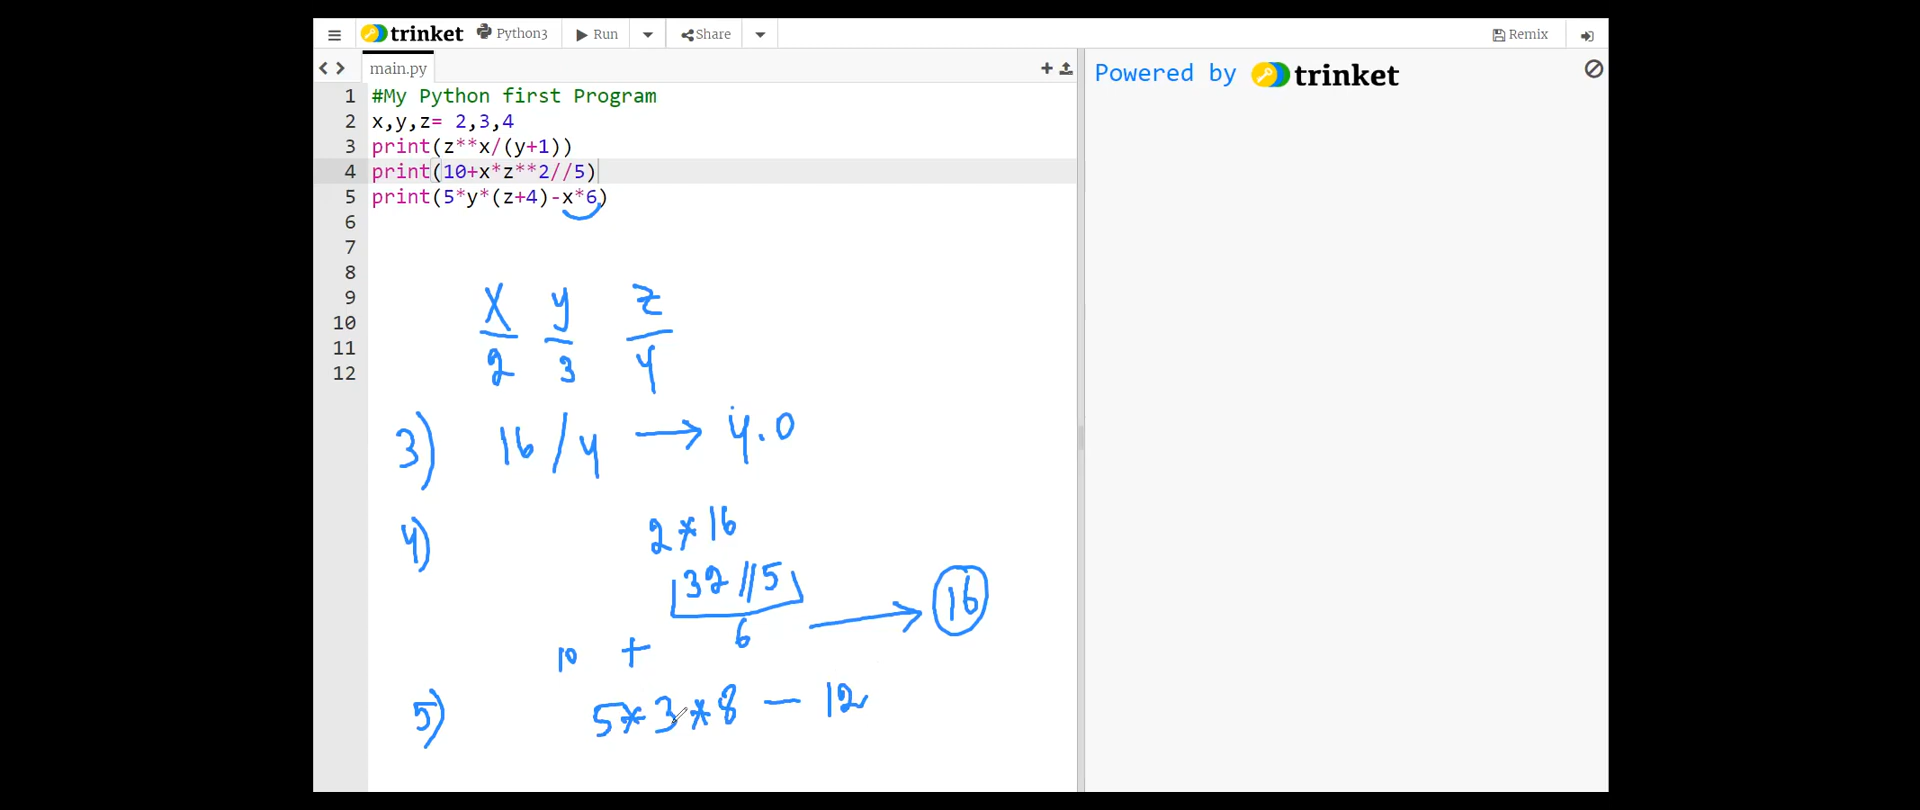 trinket Python3 Run Share Remix
main.py
Powered by trinket
1 #My Python first Program
2 x,y,z= 2,3,4
3 print(z**x/(y+1))
4 print(10+x*z**2//5)
5 print(5*y*(z+4)-x*6)
6
7
8
9
10
11
12
x y z
2 3 4
3) 16/4 → 4.0
4) 2*16
32//5
16
6
10 +
5) 5*3*8 — 12